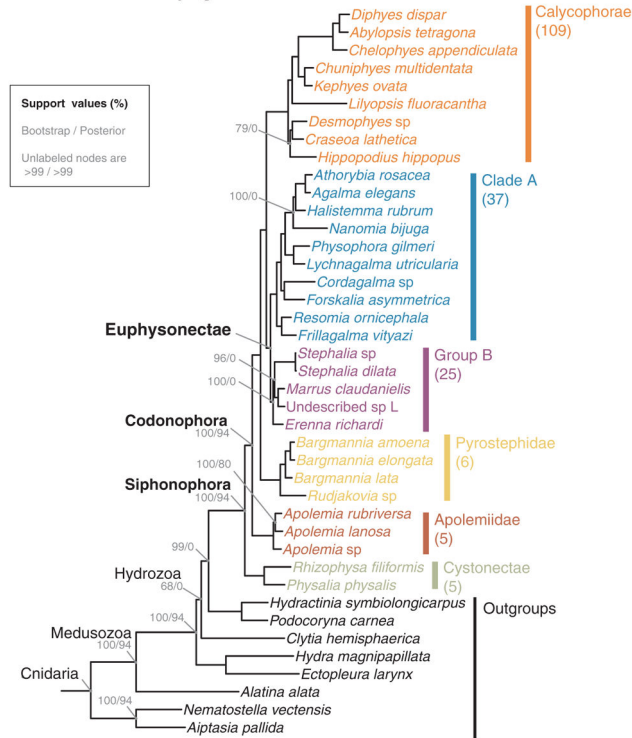 Diphyes dispar
Abylopsis tetragona
Chelophyes appendiculata
Chuniphyes multidentata
Kephyes ovata
Lilyopsis fluoracantha
Desmophyes sp
Craseoa lathetica
Hippopodius hippopus
Calycophorae
(109)
Support values (%)
Bootstrap / Posterior
Unlabeled nodes are
>99 / >99
79/0
Athorybia rosacea
Agalma elegans
Halistemma rubrum
Nanomia bijuga
Physophora gilmeri
Lychnagalma utricularia
Cordagalma sp
Forskalia asymmetrica
Resomia ornicephala
Frillagalma vityazi
Clade A
(37)
100/0
Euphysonectae
Stephalia sp
Stephalia dilata
Marrus claudanielis
Undescribed sp L
Erenna richardi
Group B
(25)
96/0
100/0
Codonophora
100/94
Bargmannia amoena
Bargmannia elongata
Bargmannia lata
Rudjakovia sp
Pyrostephidae
(6)
100/80
Siphonophora
100/94
Apolemia rubriversa
Apolemia lanosa
Apolemia sp
Apolemiidae
(5)
99/0
Rhizophysa filiformis
Physalia physalis
Cystonectae
(5)
Hydrozoa
68/0
Hydractinia symbiolongicarpus
Podocoryna carnea
Clytia hemisphaerica
Hydra magnipapillata
Ectopleura larynx
Alatina alata
Nematostella vectensis
Aiptasia pallida
Outgroups
100/94
Medusozoa
100/94
Cnidaria
100/94